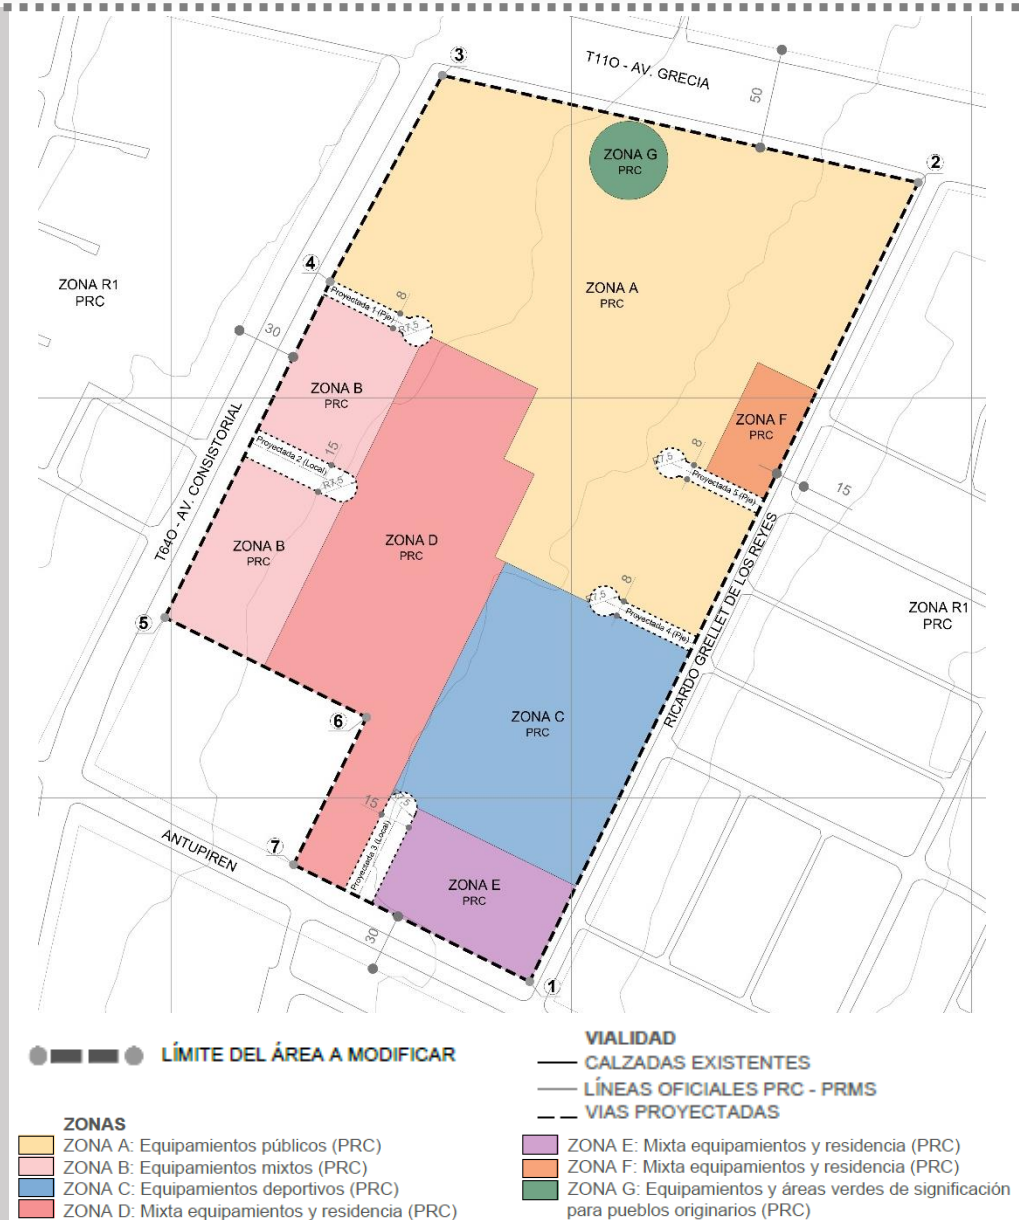 3
T11O - AV. GRECIA
50
2
ZONA G
PRC
4
ZONA R1
PRC
ZONA A
PRC
Proyectada 1 (Pje)
8
R7.5
30
ZONA B
PRC
ZONA F
PRC
T64O - AV. CONSISTORIAL
Proyectada 2 (Local)
15
R7.5
8
Proyectada 5 (Pje)
15
ZONA B
PRC
ZONA D
PRC
8
Proyectada 4 (Pje)
RICARDO GRELLET DE LOS REYES
ZONA R1
PRC
5
6
ZONA C
PRC
15
Proyectada 3 (Local)
7
ANTUPIREN
ZONA E
PRC
30
1
LÍMITE DEL ÁREA A MODIFICAR
VIALIDAD
CALZADAS EXISTENTES
LÍNEAS OFICIALES PRC - PRMS
VIAS PROYECTADAS
ZONAS
ZONA A: Equipamientos públicos (PRC)
ZONA B: Equipamientos mixtos (PRC)
ZONA C: Equipamientos deportivos (PRC)
ZONA D: Mixta equipamientos y residencia (PRC)
ZONA E: Mixta equipamientos y residencia (PRC)
ZONA F: Mixta equipamientos y residencia (PRC)
ZONA G: Equipamientos y áreas verdes de significación
para pueblos originarios (PRC)